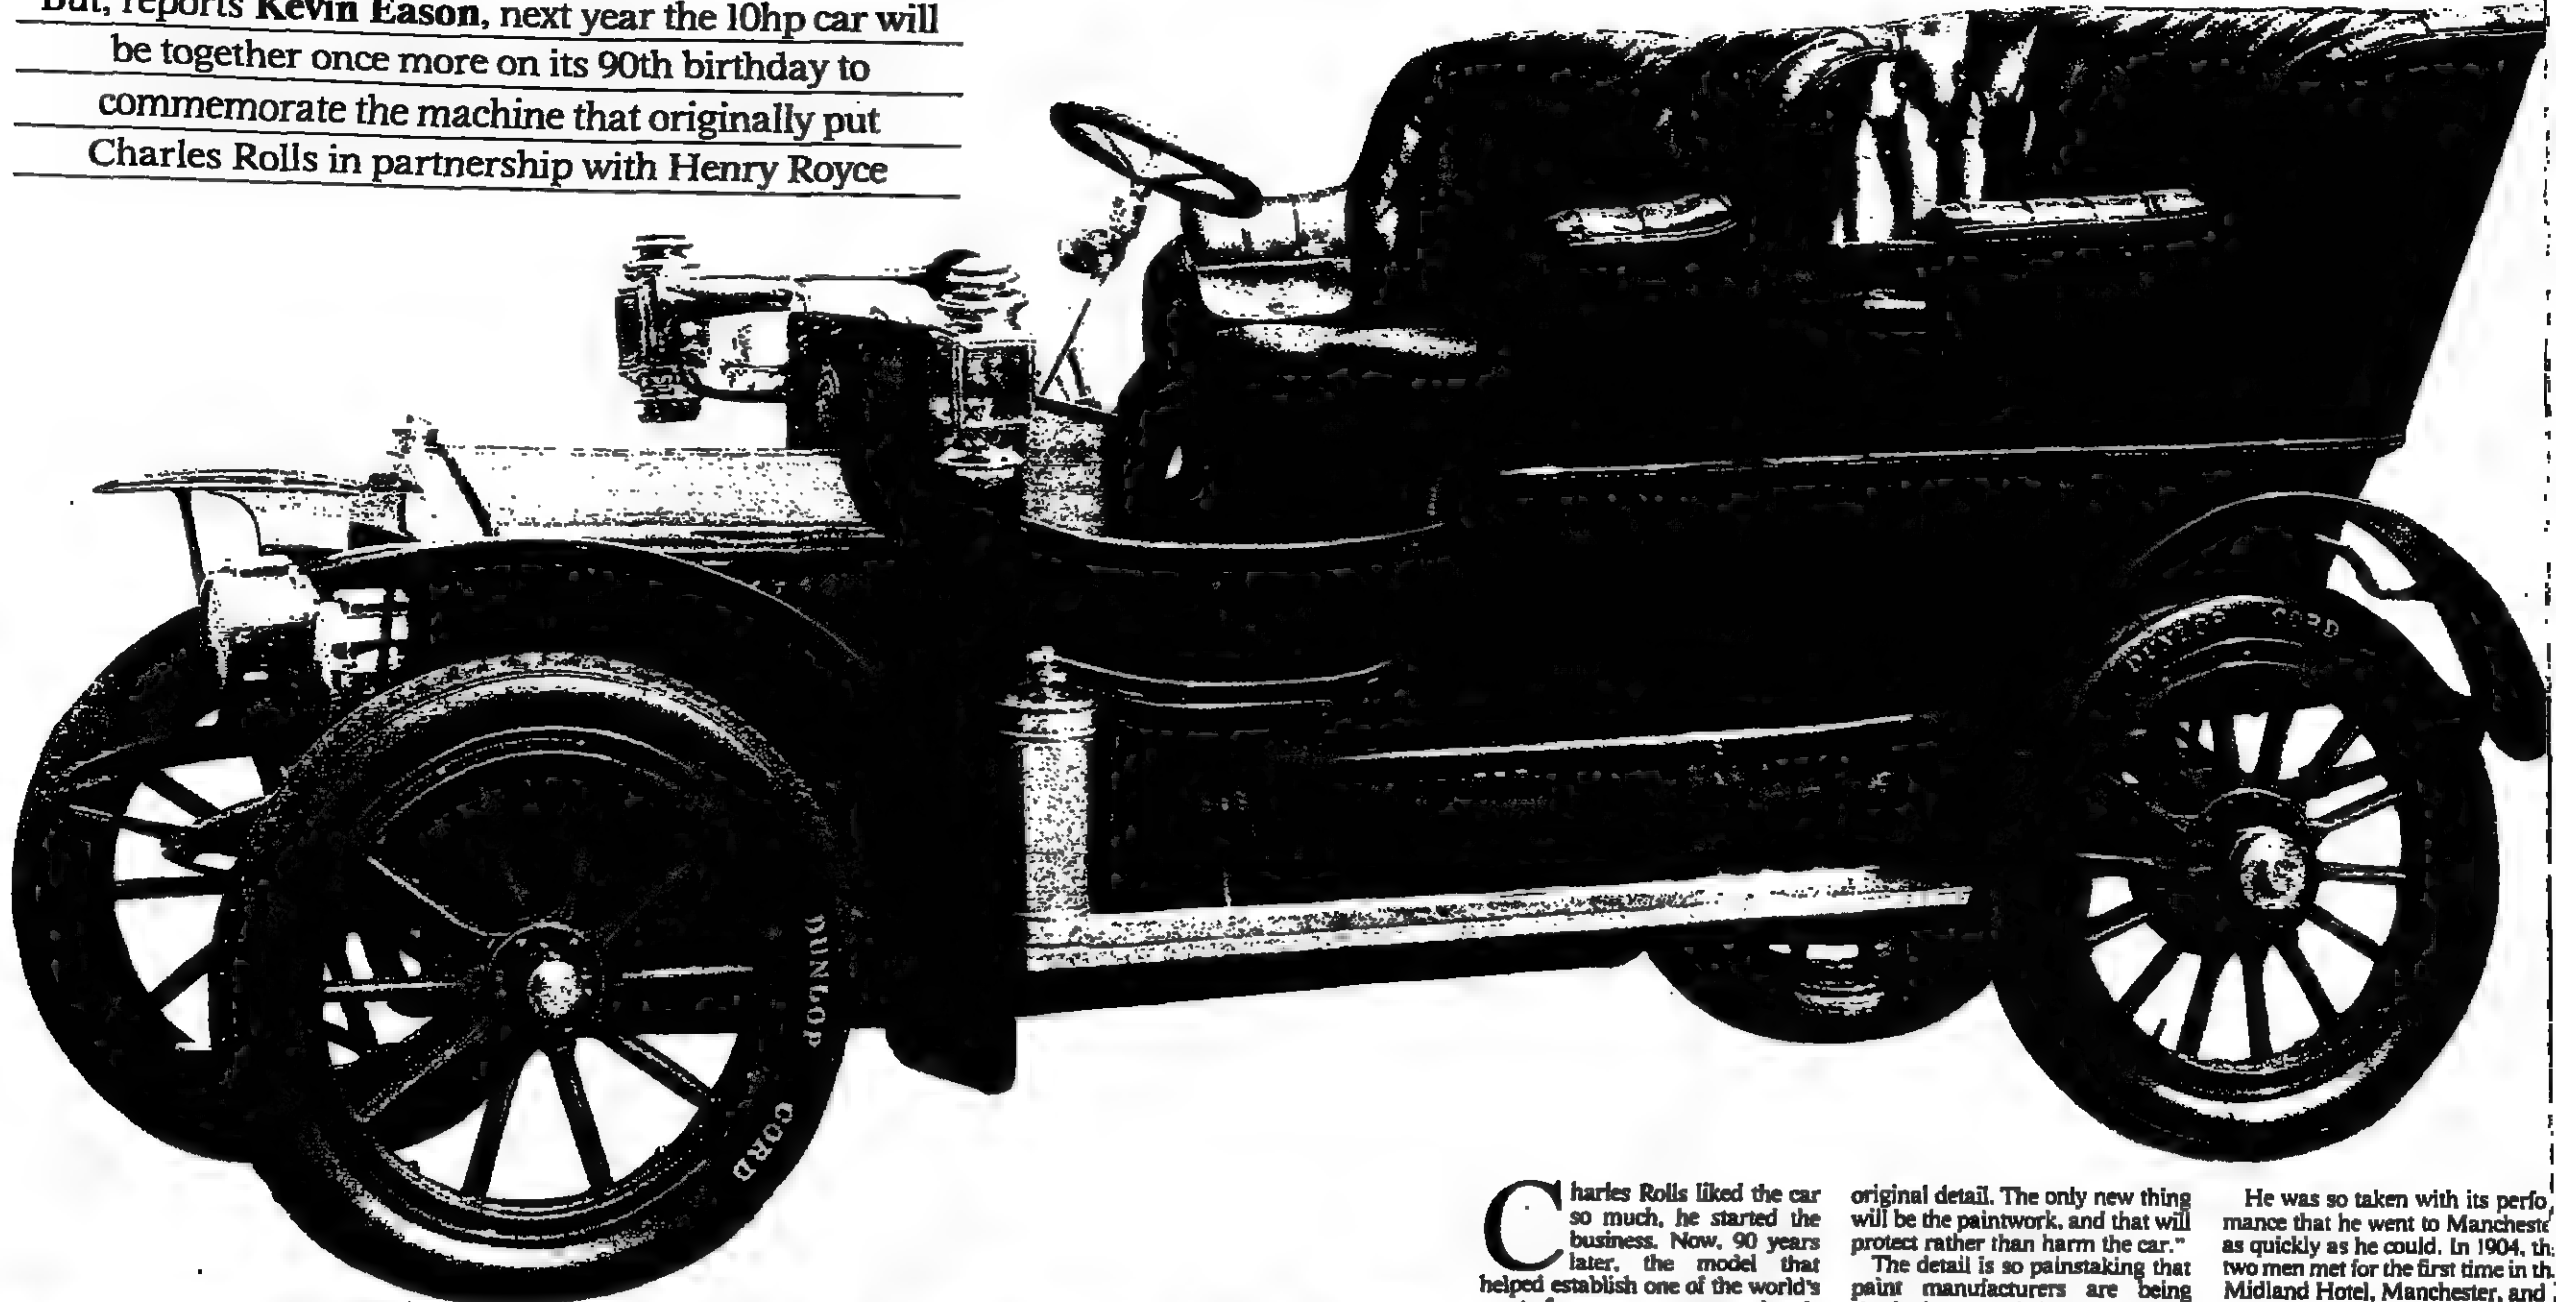 But, reports Kevin Eason, next year the 10hp car will
be together once more on its 90th birthday to
commemorate the machine that originally put
Charles Rolls in partnership with Henry Royce
CORD
DUNLOP
CORD
Charles Rolls liked the car
so much, he started the
business. Now, 90 years
later, the model that
helped establish one of the world's
original detail. The only new thing
will be the paintwork, and that will
protect rather than harm the car."
The detail is so painstaking that
paint manufacturers are being
He was so taken with its perfo
mance that he went to Mancheste
as quickly as he could. In 1904, th
two men met for the first time in th
Midland Hotel, Manchester, and